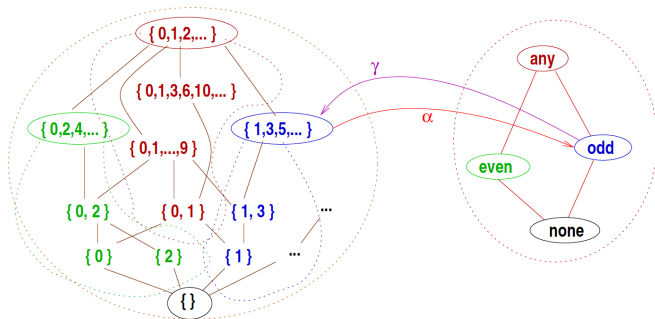 { 0,1,2,... }
any
γ
{ 0,1,3,6,10,... }
α
{ 0,2,4,... }
{ 1,3,5,... }
{ 0,1,...,9 }
odd
even
{ 0, 2 }
{ 0, 1 }
{ 1, 3 }
...
none
{ 0 }
{ 2 }
{ 1 }
...
{ }